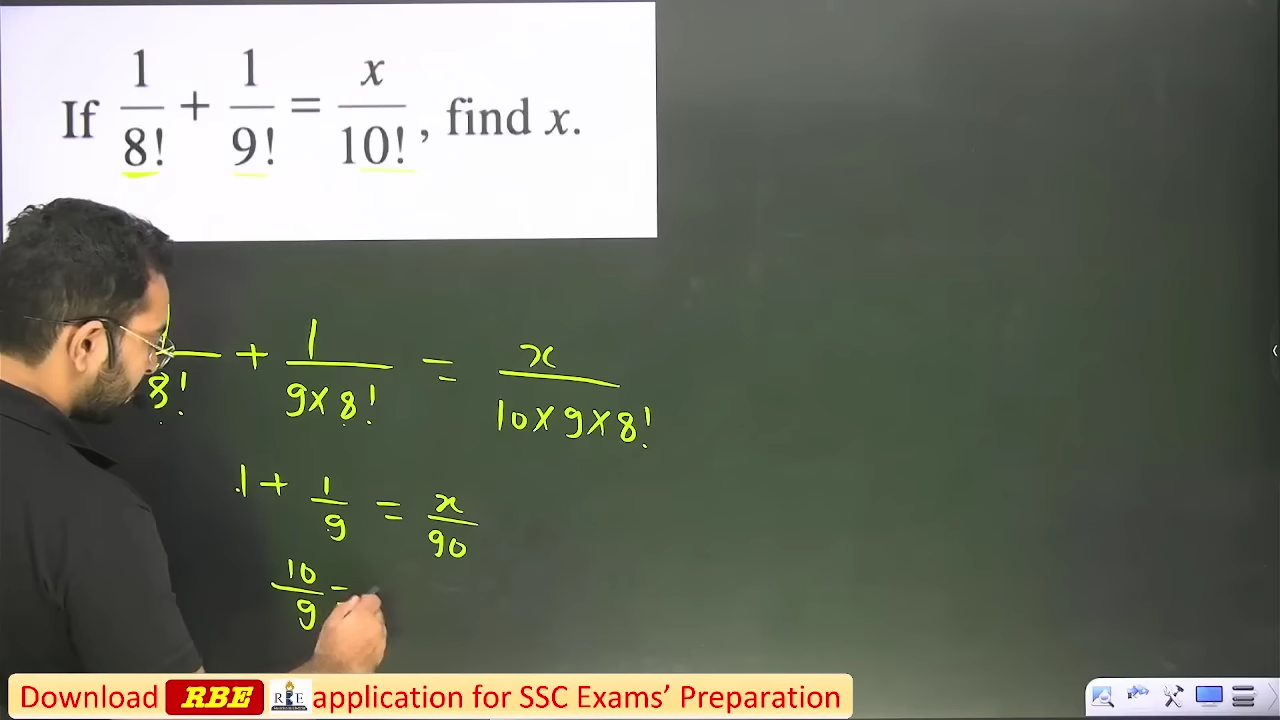 If 1/8! + 1/9! = x/10!, find x.
1/8! + 1/9×8! = x/10×9×8!
1 + 1/9 = x/90
10/9 =
Download RBE RBE application for SSC Exams' Preparation